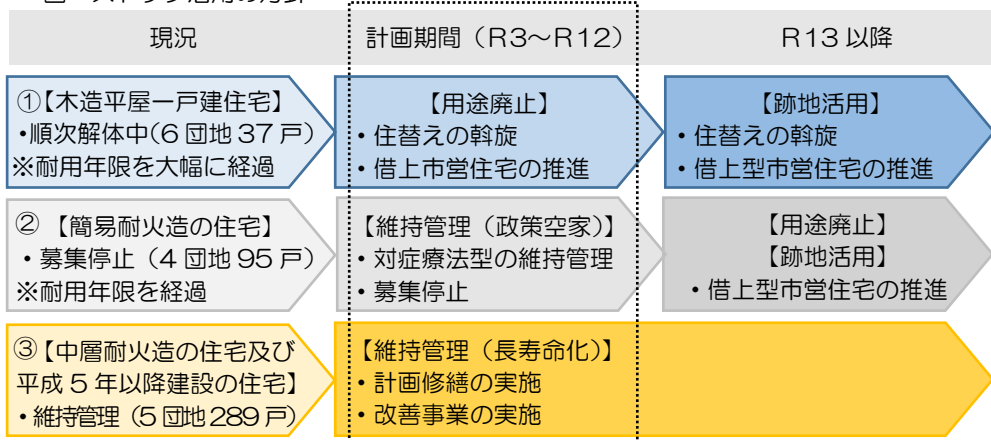 現況
計画期間（R3～R12）
R13以降
①【木造平屋一戸建住宅】
・順次解体中（6団地37戸）
※耐用年限を大幅に経過
【用途廃止】
・住替えの斡旋
・借上市営住宅の推進
【跡地活用】
・住替えの斡旋
・借上型市営住宅の推進
②【簡易耐火造の住宅】
・募集停止（4団地95戸）
※耐用年限を経過
【維持管理（政策空家）】
・対症療法型の維持管理
・募集停止
【用途廃止】
【跡地活用】
・借上型市営住宅の推進
③【中層耐火造の住宅及び
平成5年以降建設の住宅】
・維持管理（5団地289戸）
【維持管理（長寿命化）】
・計画修繕の実施
・改善事業の実施